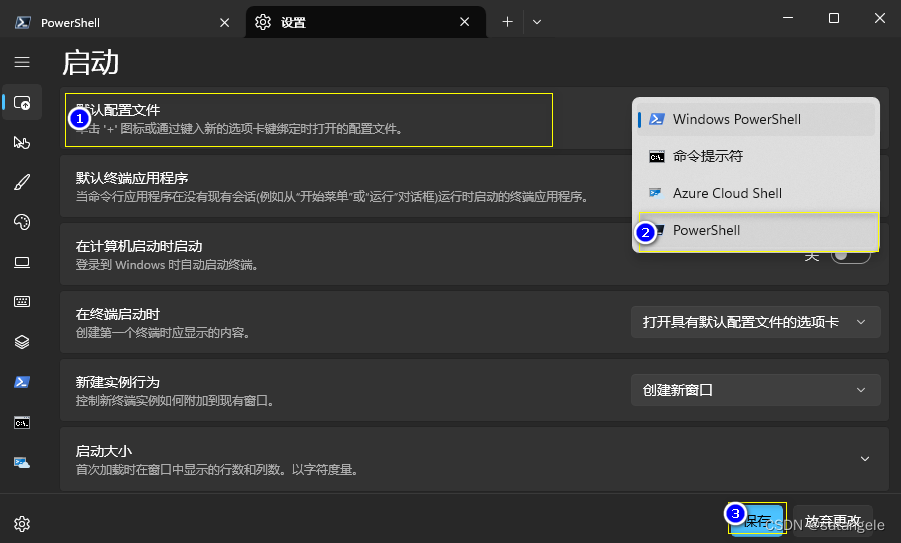 PowerShell
设置
启动
默认配置文件
单击 '+' 图标或通过键入新的选项卡键绑定时打开的配置文件。
1
Windows PowerShell
命令提示符
Azure Cloud Shell
2
PowerShell
默认终端应用程序
当命令行应用程序在没有现有会话(例如从“开始菜单”或“运行”对话框)运行时启动的终端应用程序。
在计算机启动时启动
登录到 Windows 时自动启动终端。
关
在终端启动时
创建第一个终端时应显示的内容。
打开具有默认配置文件的选项卡
新建实例行为
控制新终端实例如何附加到现有窗口。
创建新窗口
启动大小
首次加载时在窗口中显示的行数和列数。以字符度量。
3
保存
放弃更改
CSDN @sutangele